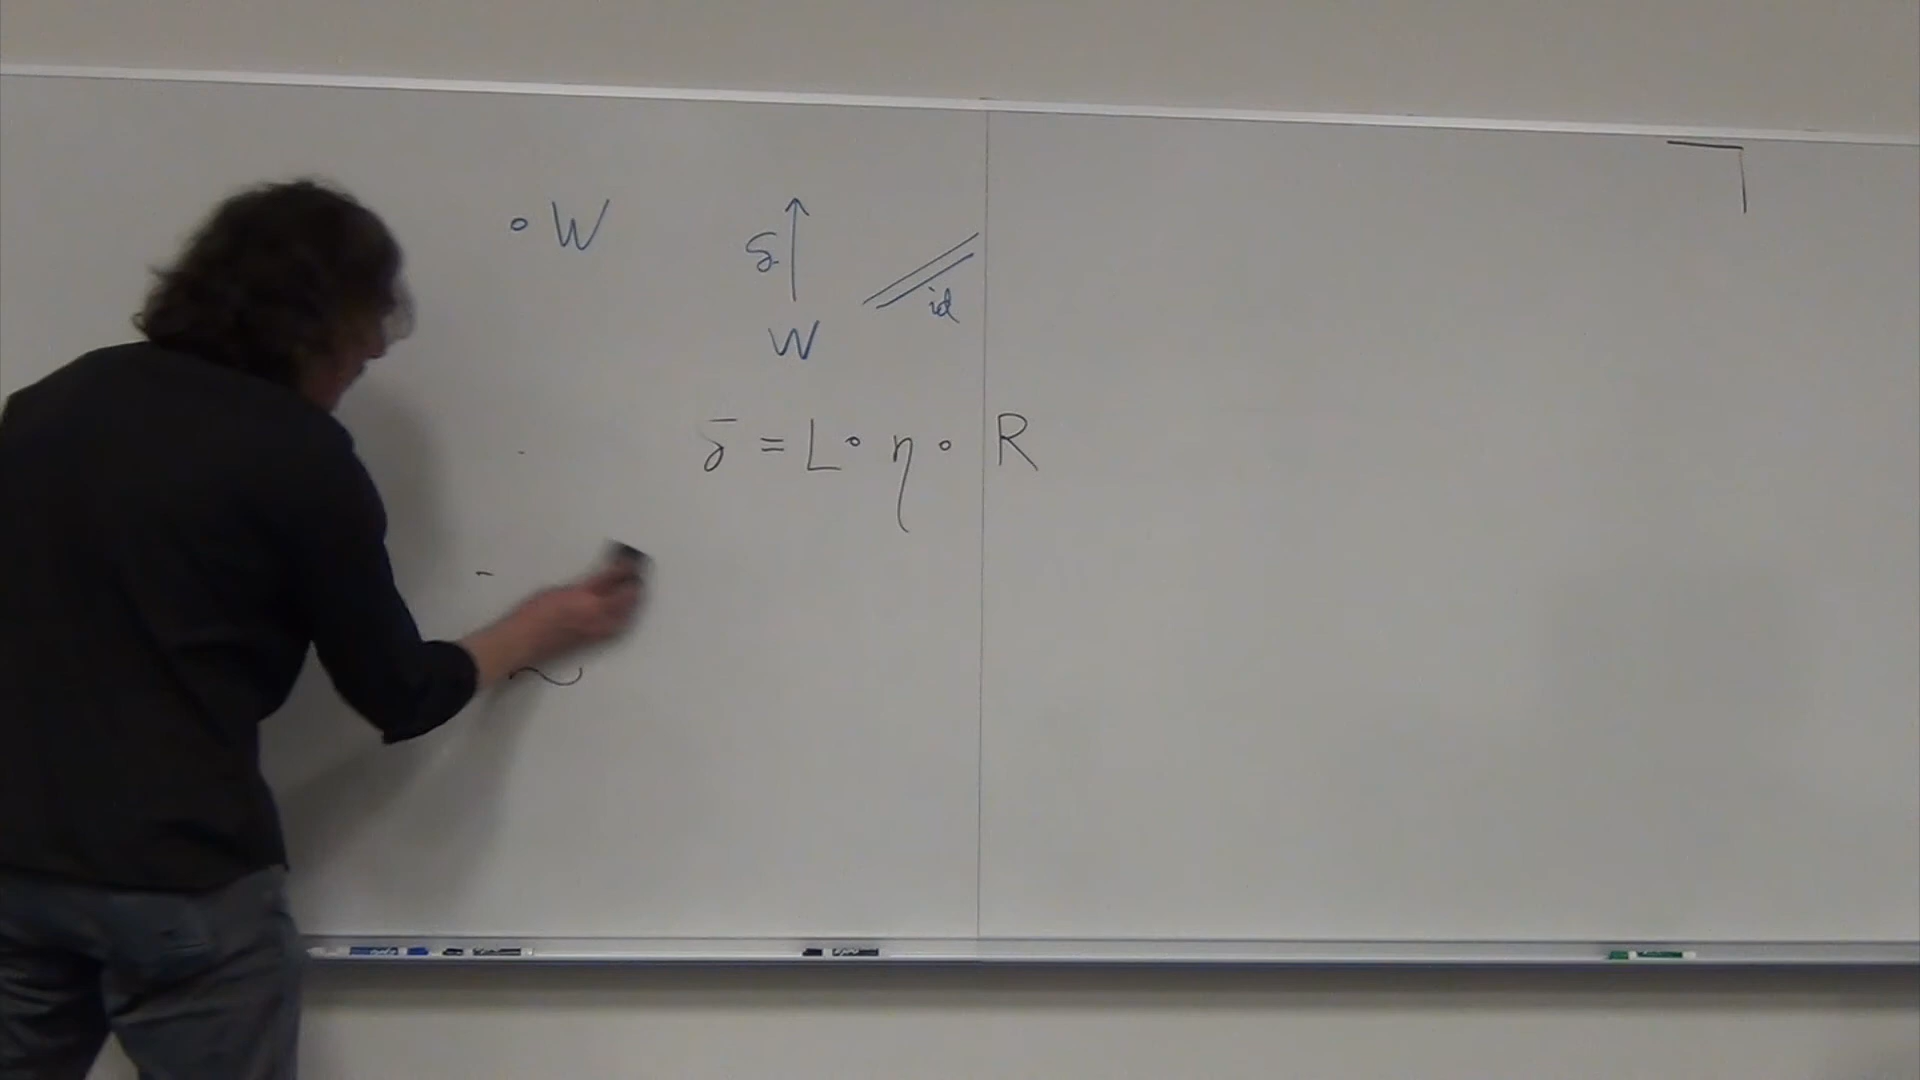 ∘ W
δ ↑
id
W
δ = L ∘ η ∘ R
~